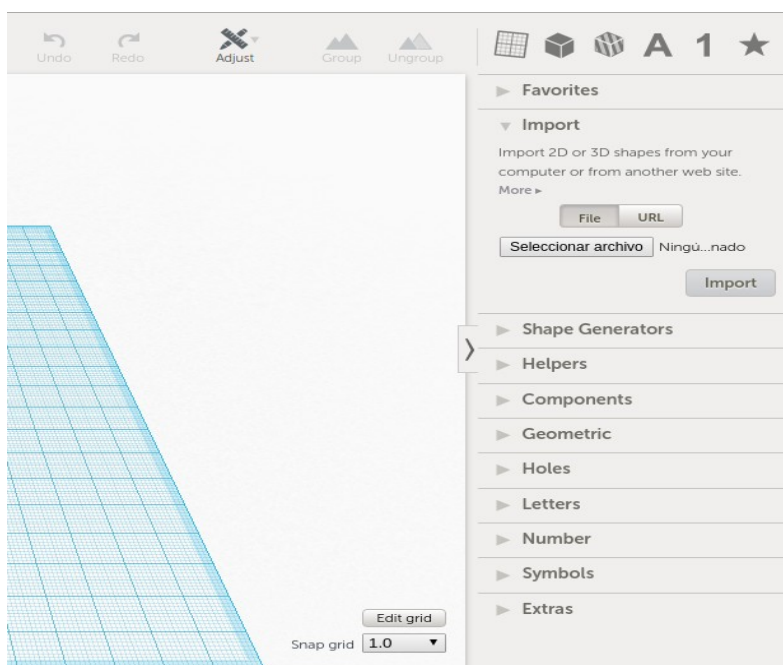 Undo Redo Adjust Group Ungroup A 1
Favorites
Import
Import 2D or 3D shapes from your
computer or from another web site.
More
File URL
Seleccionar archivo Ningú...nado
Import
Shape Generators
Helpers
Components
Geometric
Holes
Letters
Number
Symbols
Extras
Edit grid
Snap grid 1.0